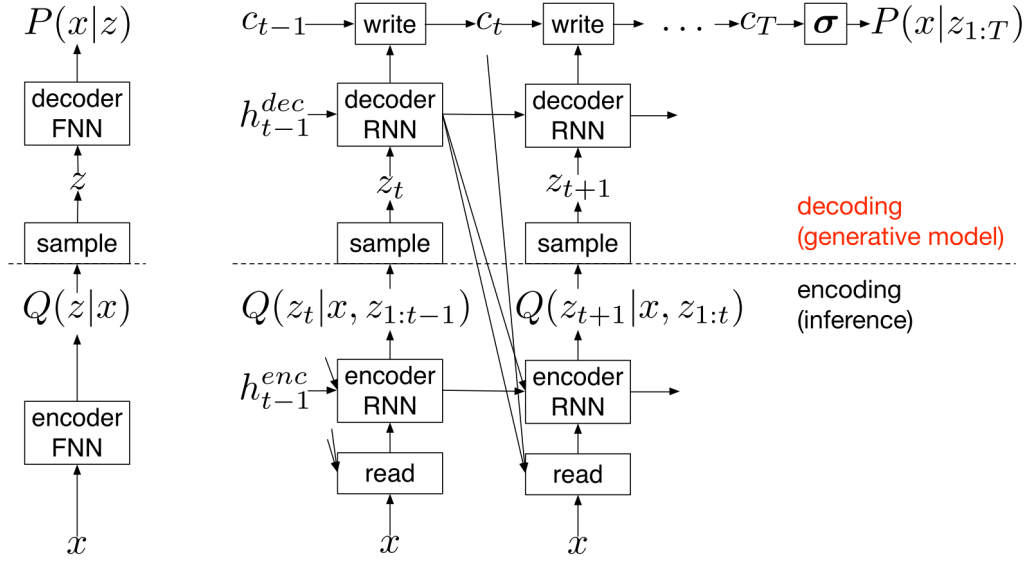 P(x|z)
decoder
FNN
z
sample
Q(z|x)
encoder
FNN
x
c_{t-1} write c_t write … c_T σ P(x|z_{1:T})
h_{t-1}^{dec} decoder
RNN decoder
RNN
z_t z_{t+1}
sample sample
decoding
(generative model)
Q(z_t|x, z_{1:t-1}) Q(z_{t+1}|x, z_{1:t})
encoding
(inference)
h_{t-1}^{enc} encoder
RNN encoder
RNN
read read
x x